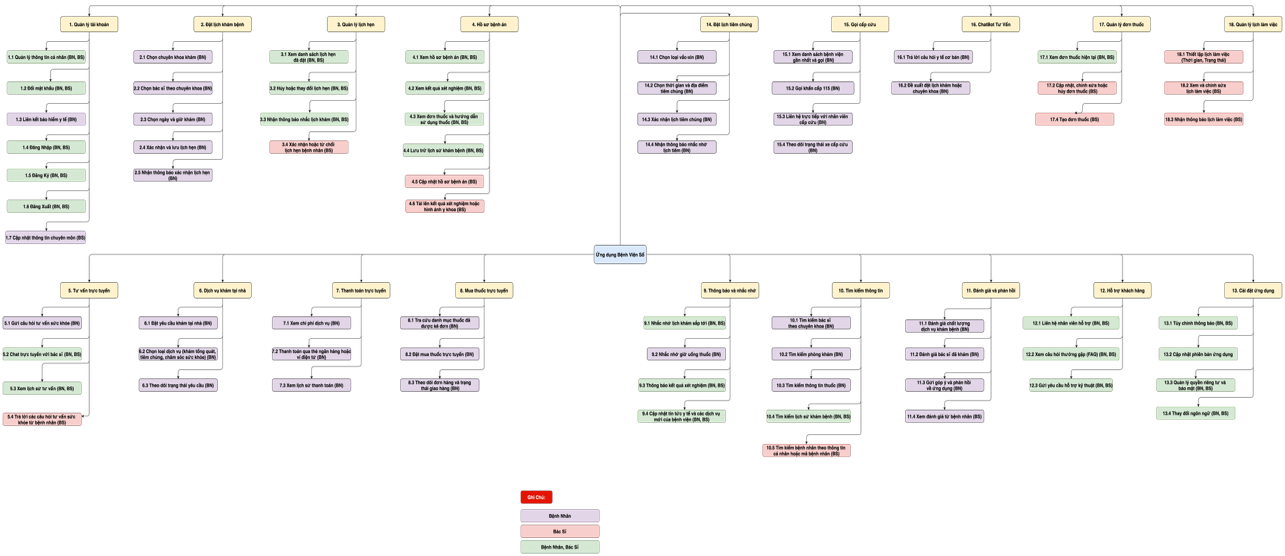 1. Quản lý tài khoản
1.1 Quản lý thông tin cá nhân (BN, BS)
1.2 Đổi mật khẩu (BN, BS)
1.3 Liên kết bảo hiểm y tế (BN)
1.4 Đăng Nhập (BN, BS)
1.5 Đăng Ký (BN, BS)
1.6 Đăng Xuất (BN, BS)
1.7 Cập nhật thông tin chuyên môn (BS)
2. Đặt lịch khám bệnh
2.1 Chọn chuyên khoa khám (BN)
2.2 Chọn bác sĩ theo chuyên khoa (BN)
2.3 Chọn ngày và giờ khám (BN)
2.4 Xác nhận và lưu lịch hẹn (BN)
2.5 Nhận thông báo xác nhận lịch hẹn
(BN)
3. Quản lý lịch hẹn
3.1 Xem danh sách lịch hẹn
đã đặt (BN, BS)
3.2 Hủy hoặc thay đổi lịch hẹn (BN, BS)
3.3 Nhận thông báo nhắc lịch khám (BN, BS)
3.4 Xác nhận hoặc từ chối
lịch hẹn bệnh nhân (BS)
4. Hồ sơ bệnh án
4.1 Xem hồ sơ bệnh án (BN, BS)
4.2 Xem kết quả xét nghiệm (BN, BS)
4.3 Xem đơn thuốc và hướng dẫn
sử dụng thuốc (BN, BS)
4.4 Lưu trữ lịch sử khám bệnh (BN, BS)
4.5 Cập nhật hồ sơ bệnh án (BS)
4.6 Tải lên kết quả xét nghiệm hoặc
hình ảnh y khoa (BS)
14. Đặt lịch tiêm chủng
14.1 Chọn loại vắc-xin (BN)
14.2 Chọn thời gian và địa điểm
tiêm chủng (BN)
14.3 Xác nhận lịch tiêm chủng (BN)
14.4 Nhận thông báo nhắc nhở
lịch tiêm (BN)
15. Gọi cấp cứu
15.1 Xem danh sách bệnh viện
gần nhất và gọi (BN)
15.2 Gọi khẩn cấp 115 (BN)
15.3 Liên hệ trực tiếp với nhân viên
cấp cứu (BN)
15.4 Theo dõi trạng thái xe cấp cứu
(BN)
16. ChatBot Tư Vấn
16.1 Trả lời câu hỏi y tế cơ bản (BN)
16.2 Đề xuất đặt lịch khám hoặc
chuyên khoa (BN)
17. Quản lý đơn thuốc
17.1 Xem đơn thuốc hiện tại (BN, BS)
17.2 Cập nhật, chỉnh sửa hoặc
hủy đơn thuốc (BS)
17.4 Tạo đơn thuốc (BS)
18. Quản lý lịch làm việc
18.1 Thiết lập lịch làm việc
(Thời gian, Trạng thái)
18.2 Xem và chỉnh sửa
lịch làm việc (BS)
18.3 Nhận thông báo lịch làm việc (BS)
Ứng dụng Bệnh Viện Số
5. Tư vấn trực tuyến
5.1 Gửi câu hỏi tư vấn sức khỏe (BN)
5.2 Chat trực tuyến với bác sĩ (BN, BS)
5.3 Xem lịch sử tư vấn (BN, BS)
5.4 Trả lời các câu hỏi tư vấn sức
khỏe từ bệnh nhân (BS)
6. Dịch vụ khám tại nhà
6.1 Đặt yêu cầu khám tại nhà (BN)
6.2 Chọn loại dịch vụ (khám tổng quát,
tiêm chủng, chăm sóc sức khỏe) (BN)
6.3 Theo dõi trạng thái yêu cầu (BN)
7. Thanh toán trực tuyến
7.1 Xem chi phí dịch vụ (BN)
7.2 Thanh toán qua thẻ ngân hàng hoặc
ví điện tử (BN)
7.3 Xem lịch sử thanh toán (BN)
8. Mua thuốc trực tuyến
8.1 Tra cứu danh mục thuốc đã
được kê đơn (BN)
8.2 Đặt mua thuốc trực tuyến (BN)
8.3 Theo dõi đơn hàng và trạng
thái giao hàng (BN)
9. Thông báo và nhắc nhở
9.1 Nhắc nhở lịch khám sắp tới (BN, BS)
9.2 Nhắc nhở giờ uống thuốc (BN)
9.3 Thông báo kết quả xét nghiệm (BN, BS)
9.4 Cập nhật tin tức y tế và các dịch vụ
mới của bệnh viện (BN, BS)
10. Tìm kiếm thông tin
10.1 Tìm kiếm bác sĩ
theo chuyên khoa (BN)
10.2 Tìm kiếm phòng khám (BN)
10.3 Tìm kiếm thông tin thuốc (BN)
10.4 Tìm kiếm lịch sử khám bệnh (BN, BS)
10.5 Tìm kiếm bệnh nhân theo thông tin
cá nhân hoặc mã bệnh nhân (BS)
11. Đánh giá và phản hồi
11.1 Đánh giá chất lượng
dịch vụ khám bệnh (BN)
11.2 Đánh giá bác sĩ đã khám (BN)
11.3 Gửi góp ý và phản hồi
về ứng dụng (BN)
11.4 Xem đánh giá từ bệnh nhân (BS)
12. Hỗ trợ khách hàng
12.1 Liên hệ nhân viên hỗ trợ (BN, BS)
12.2 Xem câu hỏi thường gặp (FAQ) (BN, BS)
12.3 Gửi yêu cầu hỗ trợ kỹ thuật (BN, BS)
13. Cài đặt ứng dụng
13.1 Tùy chỉnh thông báo (BN, BS)
13.2 Cập nhật phiên bản ứng dụng
13.3 Quản lý quyền riêng tư và
bảo mật (BN, BS)
13.4 Thay đổi ngôn ngữ (BN, BS)
Ghi Chú:
Bệnh Nhân
Bác Sĩ
Bệnh Nhân, Bác Sĩ